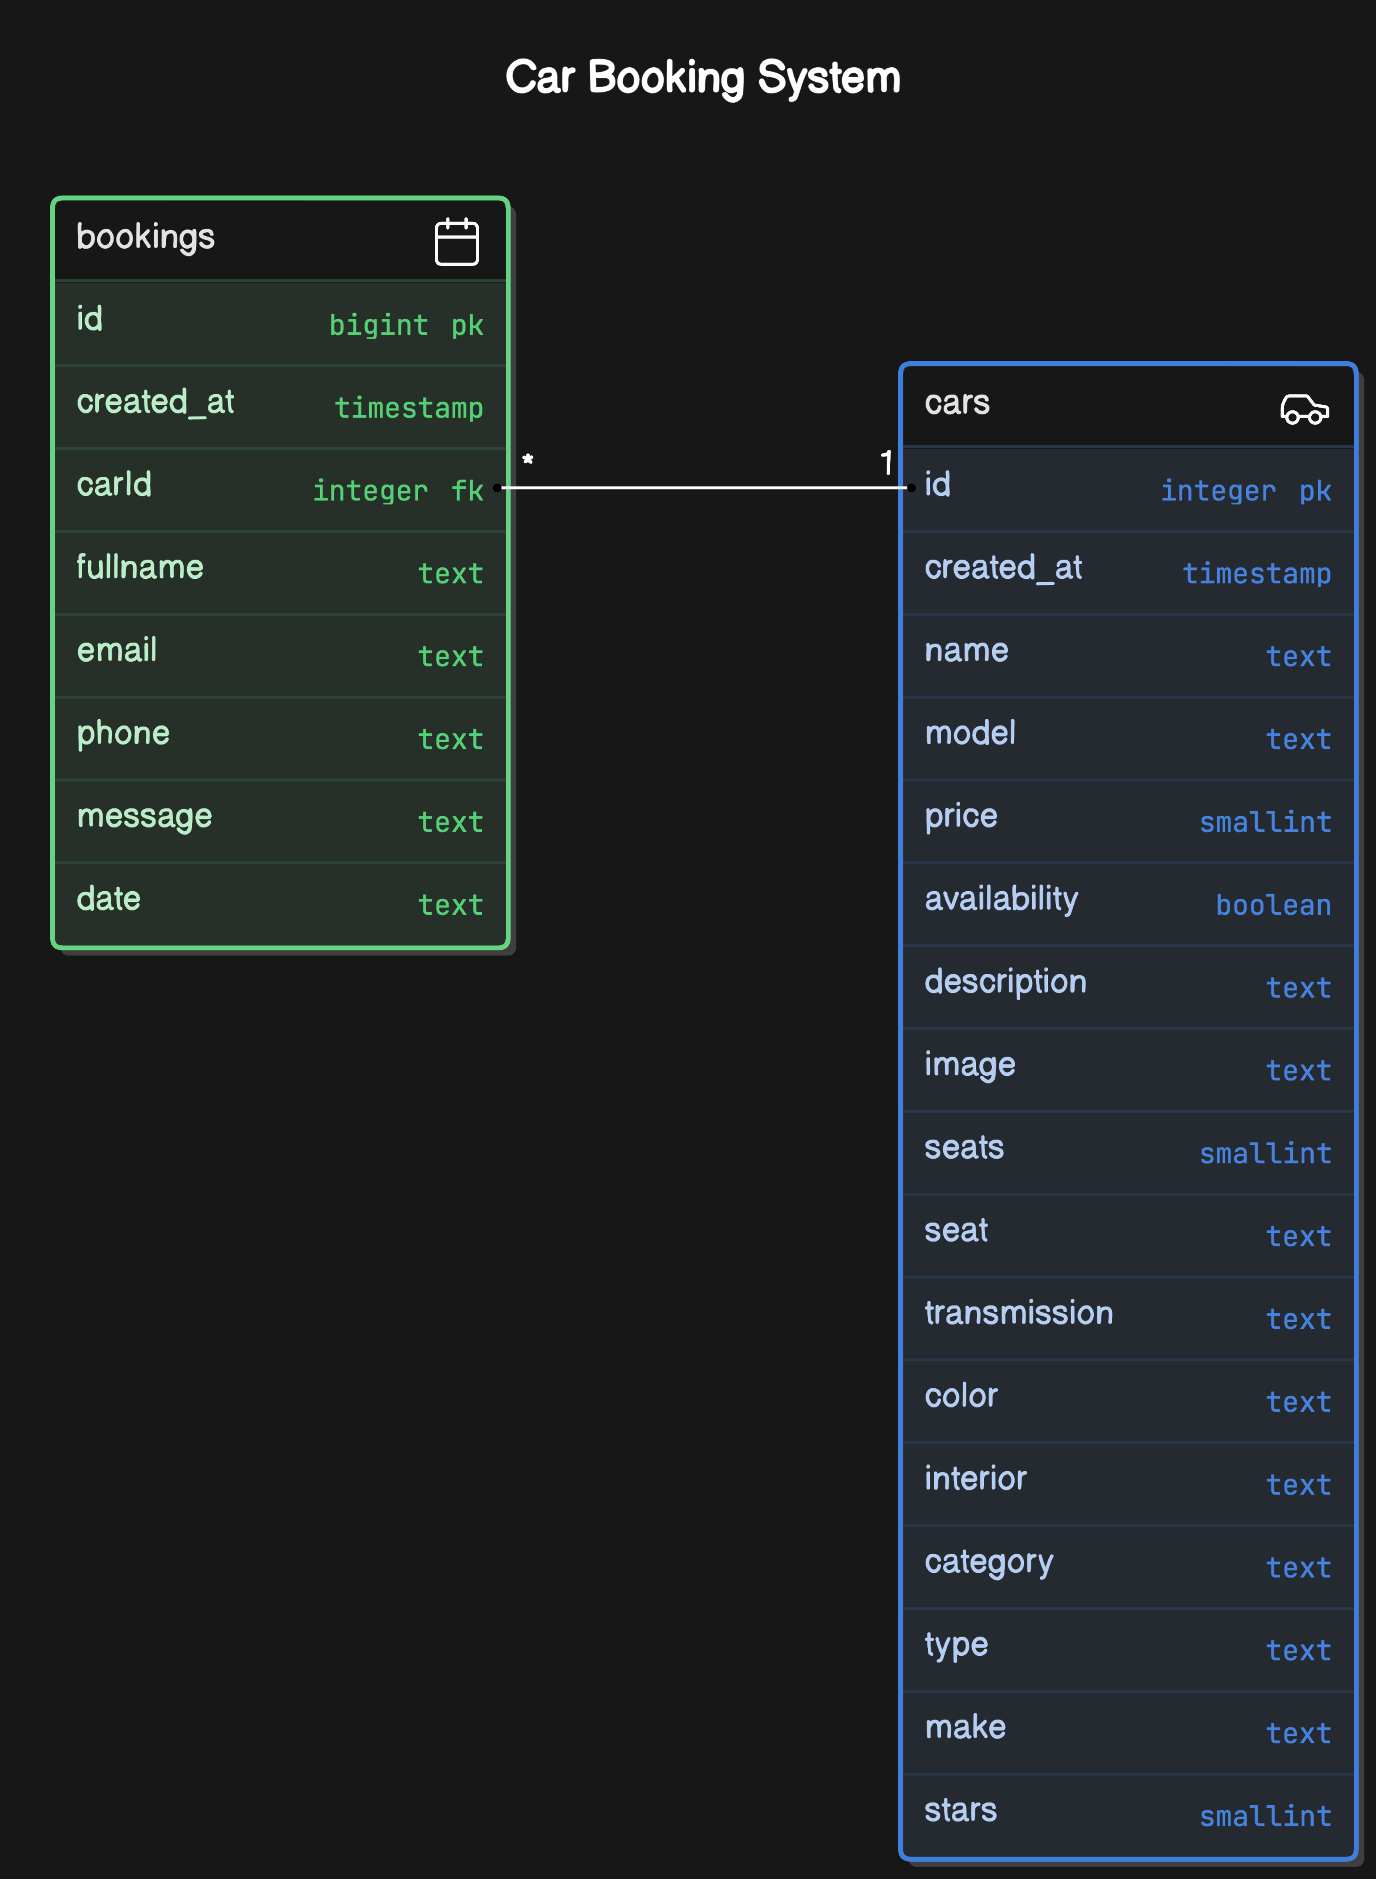 Car Booking System
bookings
id bigint pk
created_at timestamp
carId integer fk
fullname text
email text
phone text
message text
date text
* 1
cars
id integer pk
created_at timestamp
name text
model text
price smallint
availability boolean
description text
image text
seats smallint
seat text
transmission text
color text
interior text
category text
type text
make text
stars smallint